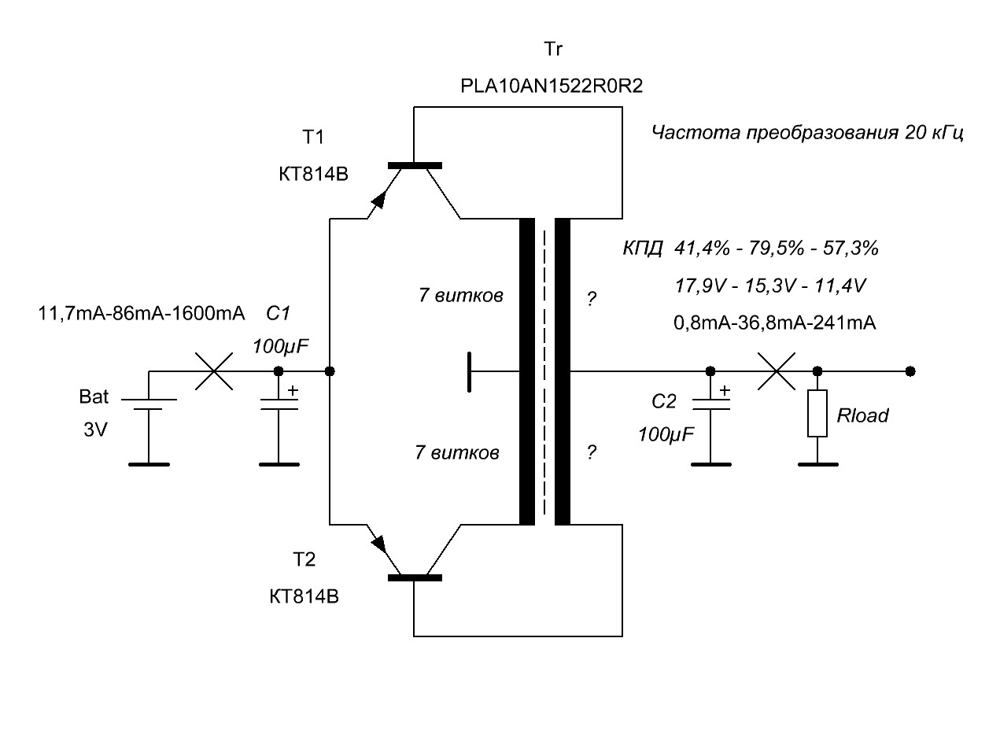 Tr
PLA10AN1522R0R2
Частота преобразования 20 кГц
T1
КТ814В
КПД 41,4% - 79,5% - 57,3%
17,9V - 15,3V - 11,4V
0,8mA-36,8mA-241mA
7 витков
?
11,7mA-86mA-1600mA
C1
100µF
+
Bat
3V
C2
100µF
+
Rload
7 витков
?
T2
КТ814В